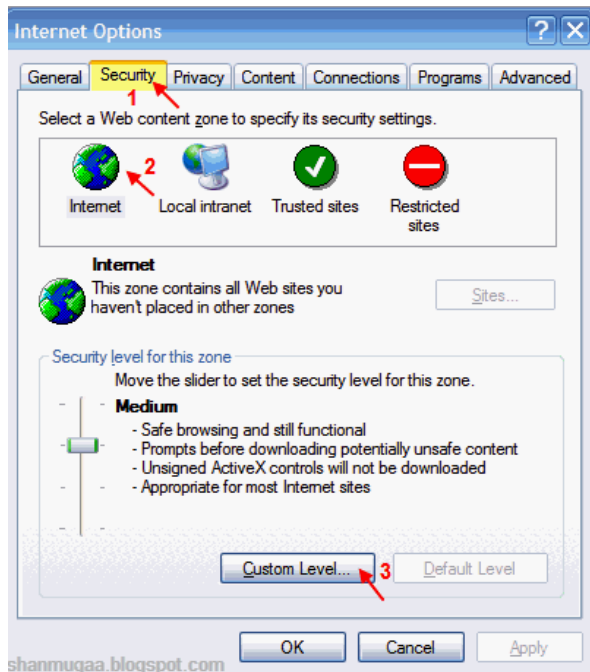 Internet Options
General Security Privacy Content Connections Programs Advanced
1
Select a Web content zone to specify its security settings.
2
Internet Local intranet Trusted sites Restricted
sites
Internet
This zone contains all Web sites you
haven't placed in other zones
Sites...
Security level for this zone
Move the slider to set the security level for this zone.
Medium
- Safe browsing and still functional
- Prompts before downloading potentially unsafe content
- Unsigned ActiveX controls will not be downloaded
- Appropriate for most Internet sites
Custom Level... 3 Default Level
OK Cancel Apply
shanmugaa.blogspot.com